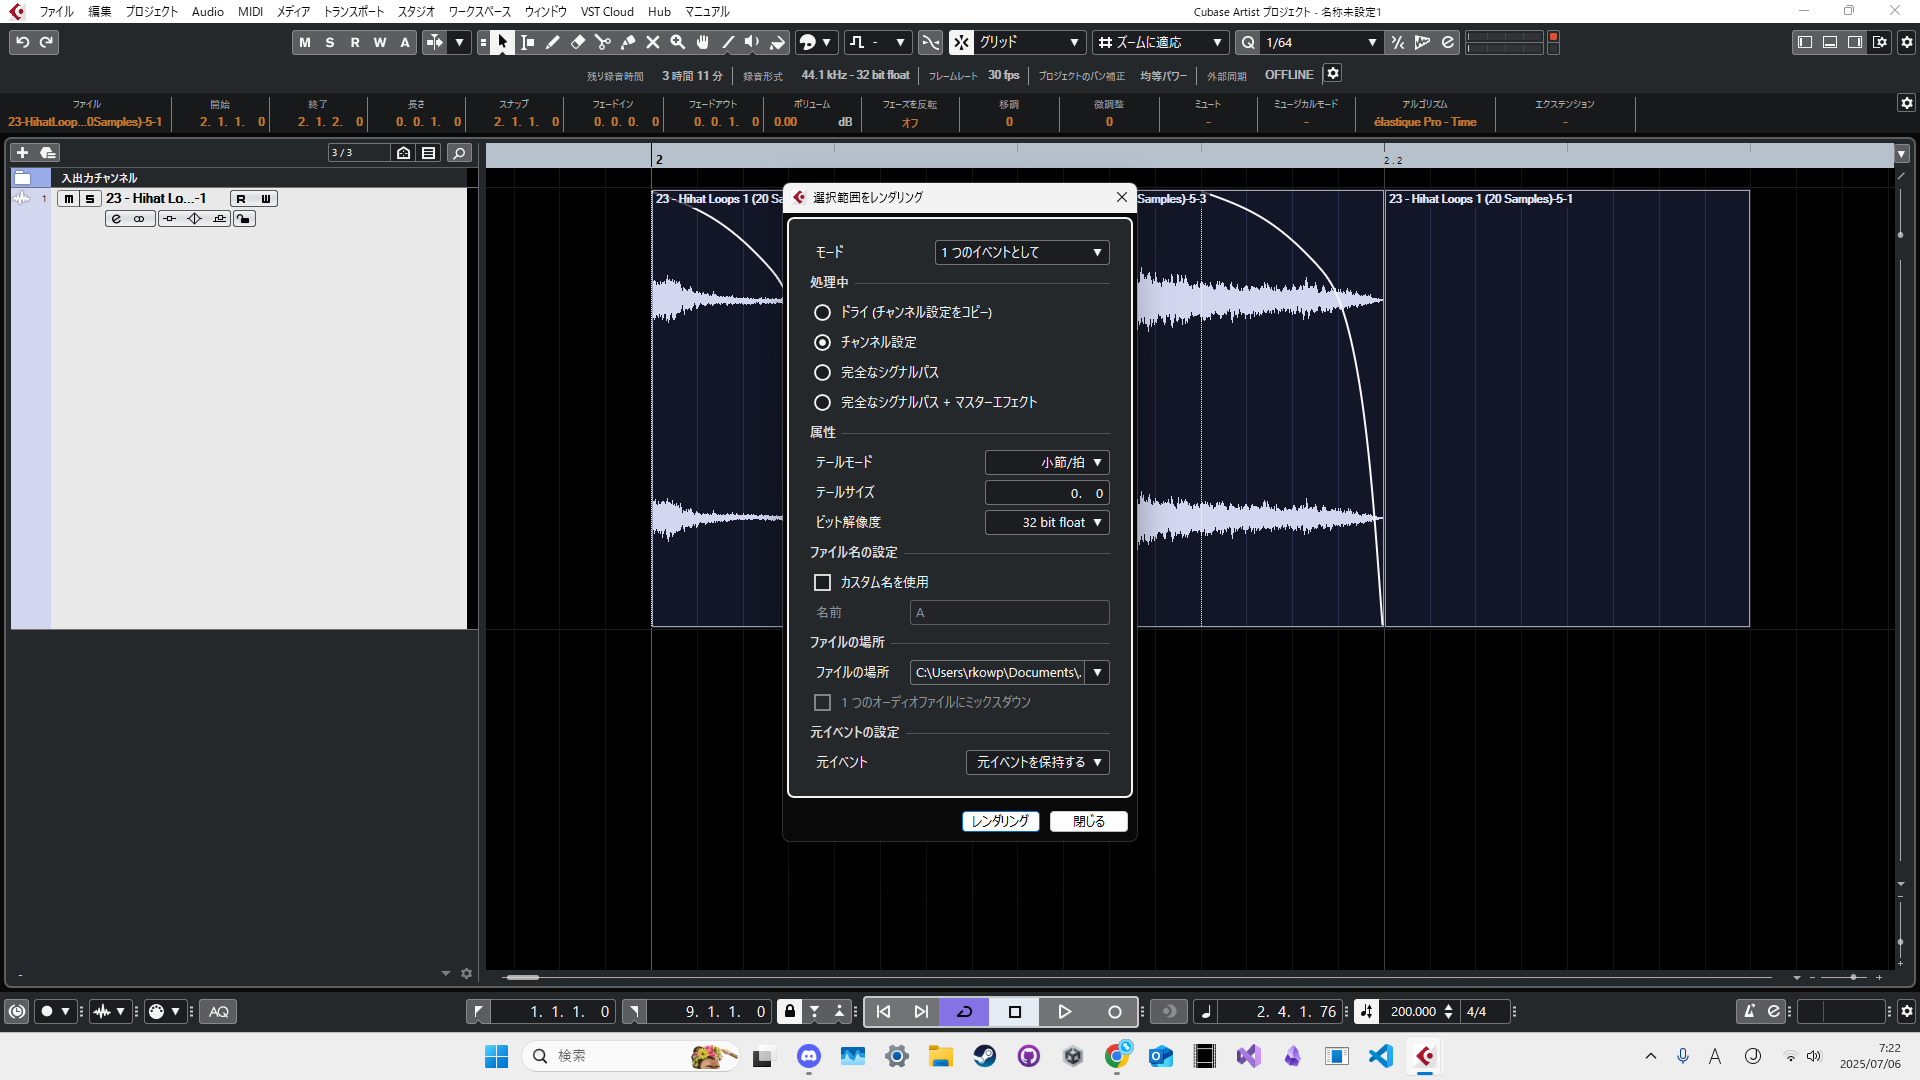 ファイル 編集 プロジェクト Audio MIDI メディア トランスポート スタジオ ワークスペース ウィンドウ VST Cloud Hub マニュアル Cubase Artist プロジェクト - 名称未設定1
M S R W A - グリッド ズームに適応 Q 1/64
残り録音時間 3 時間 11 分 録音形式 44.1 kHz - 32 bit float フレームレート 30 fps プロジェクトのパン補正 均等パワー 外部同期 OFFLINE
ファイル 開始 終了 長さ スナップ フェードイン フェードアウト ボリューム フェーズを反転 移調 微調整 ミュート ミュージカルモード アルゴリズム エクステンション
23-HihatLoop...0Samples)-5-1 2. 1. 1. 0 2. 1. 2. 0 0. 0. 1. 0 2. 1. 1. 0 0. 0. 0. 0 0. 0. 1. 0 0.00 dB オフ 0 0 - - élastique Pro - Time -
3 / 3 2 2.2
入出力チャンネル
1 m S 23 - Hihat Lo...-1 R W
e
23 - Hihat Loops 1 (20 Sa Samples)-5-3 23 - Hihat Loops 1 (20 Samples)-5-1
選択範囲をレンダリング
モード 1 つのイベントとして
処理中
ドライ (チャンネル設定をコピー)
チャンネル設定
完全なシグナルパス
完全なシグナルパス + マスターエフェクト
属性
テールモード 小節/拍
テールサイズ 0. 0
ビット解像度 32 bit float
ファイル名の設定
カスタム名を使用
名前 A
ファイルの場所
ファイルの場所 C:\Users\rkowp\Documents\.
1 つのオーディオファイルにミックスダウン
元イベントの設定
元イベント 元イベントを保持する
レンダリング 閉じる
-
AQ 1. 1. 1. 0 9. 1. 1. 0 2. 4. 1. 76 200.000 4/4
検索 A 7:22
2025/07/06